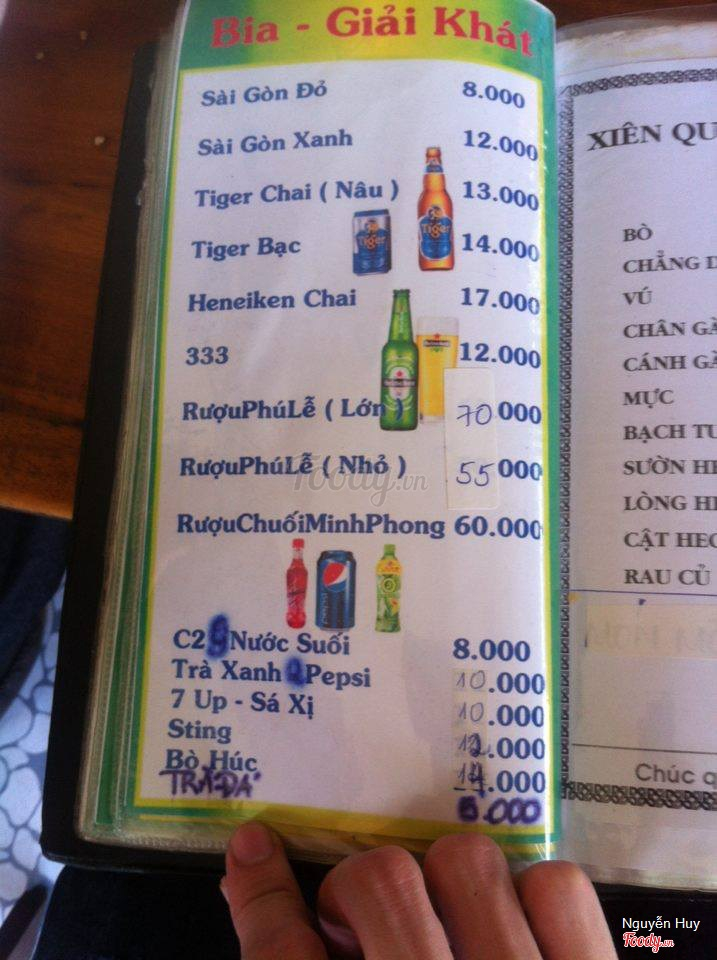 Bia - Giải Khát
Sài Gòn Đỏ 8.000
Sài Gòn Xanh 12.000
Tiger Chai ( Nâu ) 13.000
Tiger Bạc 14.000
Heneiken Chai 17.000
333 12.000
RượuPhúLễ ( Lớn ) 70 000
RượuPhúLễ ( Nhỏ ) 55 000
RượuChuốiMinhPhong 60.000
C2 Nước Suối 8.000
Trà Xanh Pepsi 10.000
7 Up - Sá Xị 10.000
Sting 12.000
Bò Húc 14.000
TRÀ ĐÁ 5.000
Foody.vn
XIÊN QU
BÒ
CHẲNG D
VÚ
CHÂN GÀ
CÁNH GÀ
MỰC
BẠCH TU
SƯỜN HE
LÒNG HE
CẬT HEO
RAU CỦ
Chúc q
Nguyễn Huy
Foody.vn